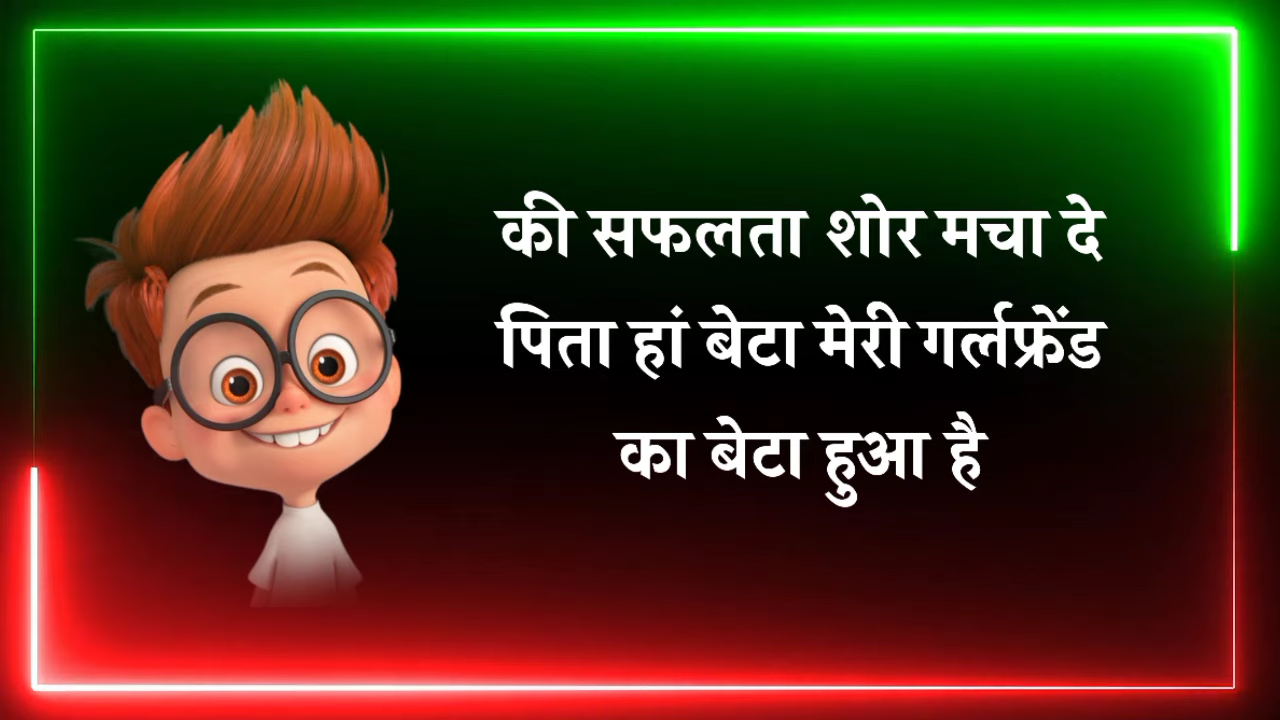 की सफलता शोर मचा दे
पिता हां बेटा मेरी गर्लफ्रेंड
का बेटा हुआ है